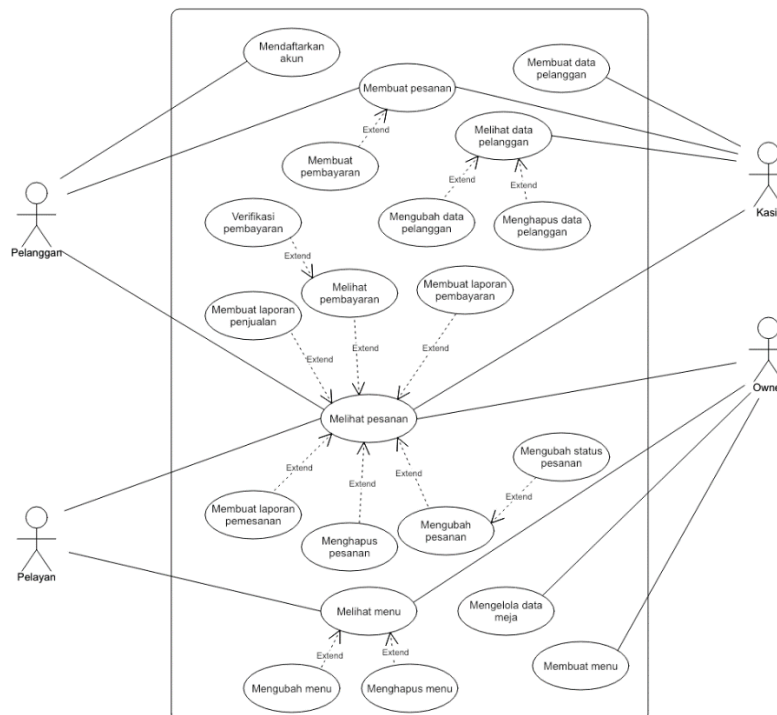 Mendaftarkan
akun
Membuat data
pelanggan
Membuat pesanan
Extend
Melihat data
pelanggan
Membuat
pembayaran
Extend
Extend
Kasi
Pelanggan
Verifikasi
pembayaran
Mengubah data
pelanggan
Menghapus data
pelanggan
Extend
Melihat
pembayaran
Membuat laporan
pembayaran
Membuat laporan
penjualan
Extend
Extend
Extend
Owne
Melihat pesanan
Mengubah status
pesanan
Extend
Extend
Extend
Extend
Membuat laporan
pemesanan
Menghapus
pesanan
Mengubah
pesanan
Pelayan
Melihat menu
Mengelola data
meja
Extend
Extend
Membuat menu
Mengubah menu
Menghapus menu